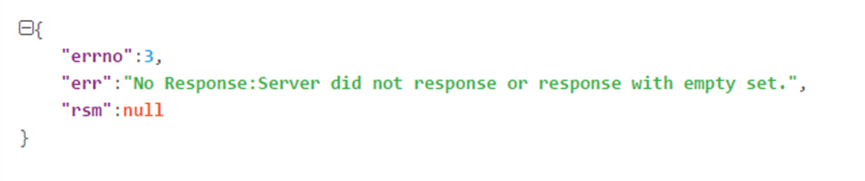 {
"errno":3,
"err":"No Response:Server did not response or response with empty set.",
"rsm":null
}